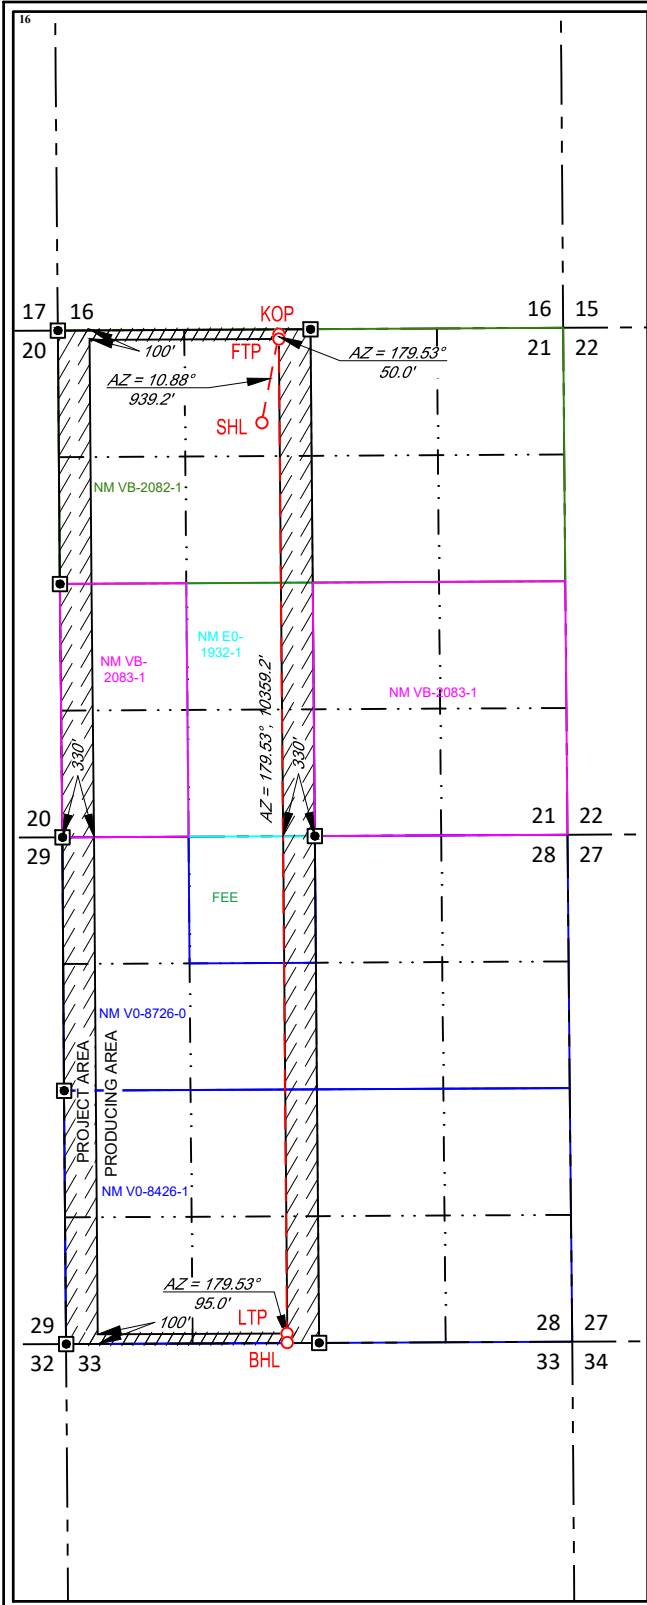 16
17 16
16 15
20
21 22
KOP
FTP
100'
AZ = 179.53°
50.0'
AZ = 10.88°
939.2'
SHL
NM VB-2082-1
NM E0-
1932-1
NM VB-
2083-1
NM VB-2083-1
AZ = 179.53°, 10359.2'
330'
330'
20
29
21 22
28 27
FEE
NM V0-8726-0
PROJECT AREA
PRODUCING AREA
NM V0-8426-1
AZ = 179.53°
95.0'
LTP
100'
BHL
29
32 33
28 27
33 34